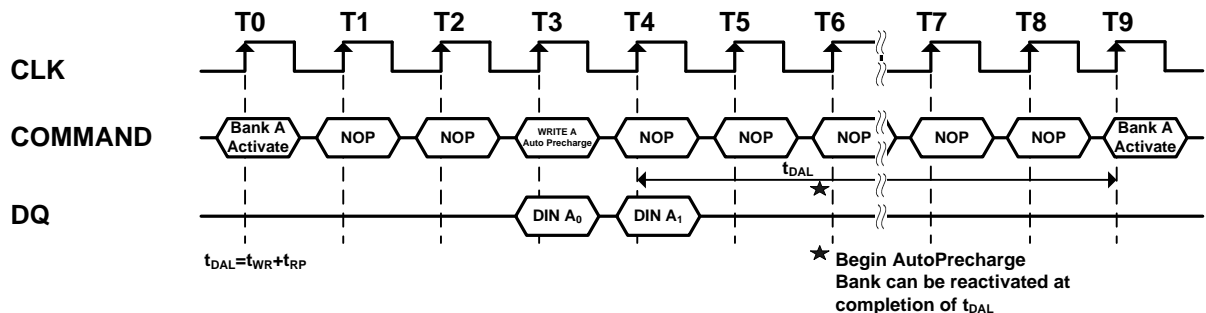 T0 T1 T2 T3 T4 T5 T6 T7 T8 T9
CLK
COMMAND
Bank A
Activate
NOP
NOP
WRITE A
Auto Precharge
NOP
NOP
NOP
NOP
NOP
Bank A
Activate
tDAL
DQ
DIN A0
DIN A1
tDAL=tWR+tRP
★ Begin AutoPrecharge
Bank can be reactivated at
completion of tDAL